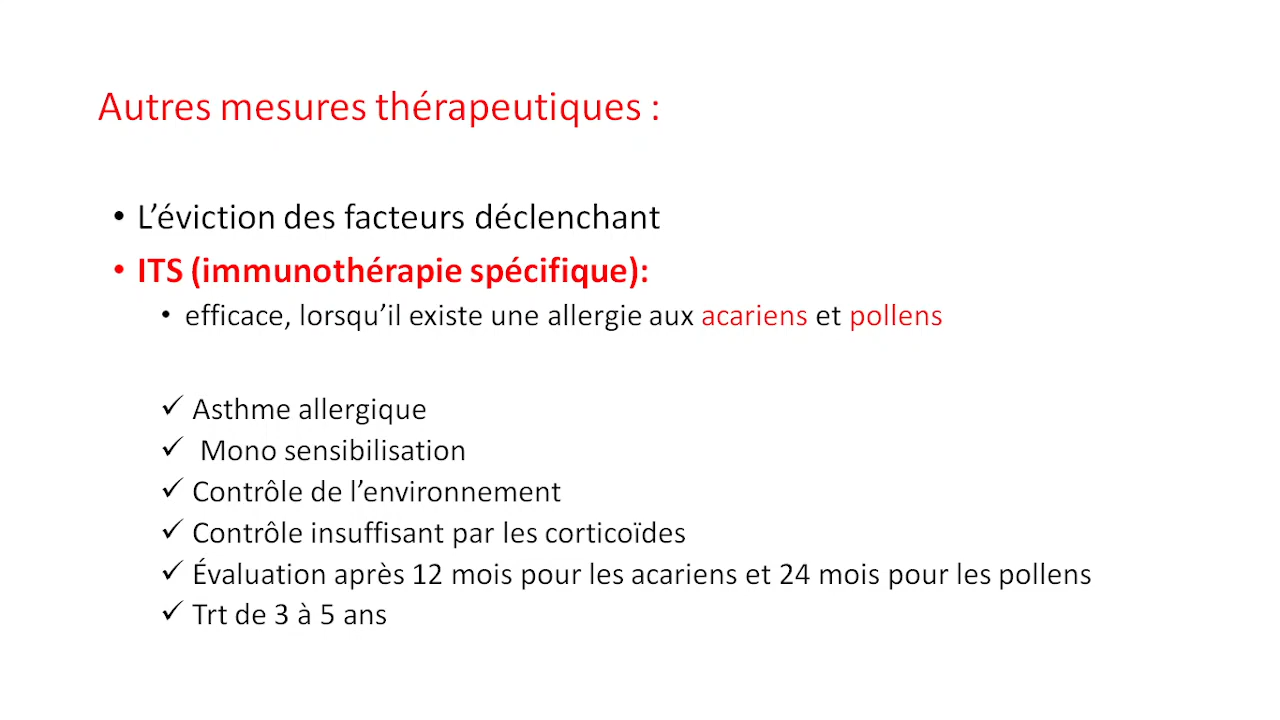 Autres mesures thérapeutiques :
• L’éviction des facteurs déclenchant
• ITS (immunothérapie spécifique):
• efficace, lorsqu’il existe une allergie aux acariens et pollens
✓ Asthme allergique
✓ Mono sensibilisation
✓ Contrôle de l’environnement
✓ Contrôle insuffisant par les corticoïdes
✓ Évaluation après 12 mois pour les acariens et 24 mois pour les pollens
✓ Trt de 3 à 5 ans